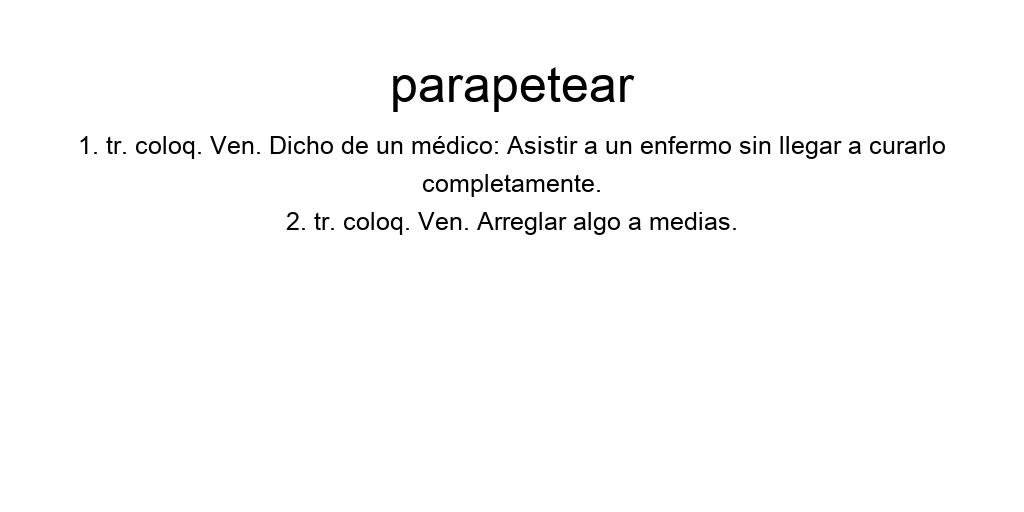 parapetear
1. tr. coloq. Ven. Dicho de un médico: Asistir a un enfermo sin llegar a curarlo
completamente.
2. tr. coloq. Ven. Arreglar algo a medias.